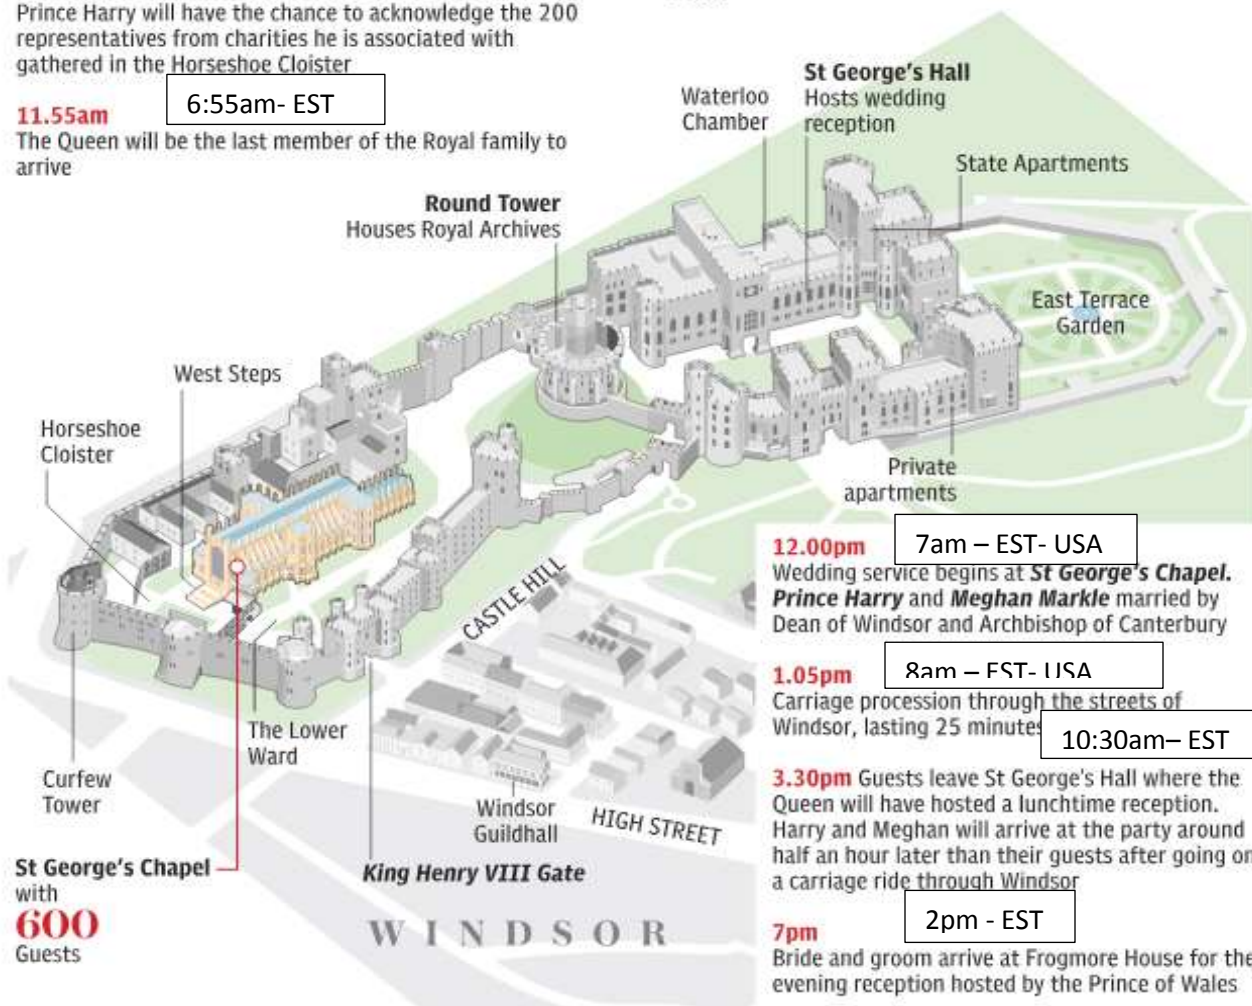 Prince Harry will have the chance to acknowledge the 200
representatives from charities he is associated with
gathered in the Horseshoe Cloister
6:55am- EST
11.55am
The Queen will be the last member of the Royal family to
arrive
Waterloo
Chamber
St George's Hall
Hosts wedding
reception
State Apartments
Round Tower
Houses Royal Archives
East Terrace
Garden
West Steps
Horseshoe
Cloister
Private
apartments
CASTLE HILL
The Lower
Ward
Curfew
Tower
Windsor
Guildhall
HIGH STREET
St George's Chapel
with
600
Guests
King Henry VIII Gate
WINDSOR
12.00pm
7am – EST- USA
Wedding service begins at St George's Chapel.
Prince Harry and Meghan Markle married by
Dean of Windsor and Archbishop of Canterbury
1.05pm
8am – EST- USA
Carriage procession through the streets of
Windsor, lasting 25 minutes
10:30am– EST
3.30pm Guests leave St George's Hall where the
Queen will have hosted a lunchtime reception.
Harry and Meghan will arrive at the party around
half an hour later than their guests after going on
a carriage ride through Windsor
2pm - EST
7pm
Bride and groom arrive at Frogmore House for the
evening reception hosted by the Prince of Wales